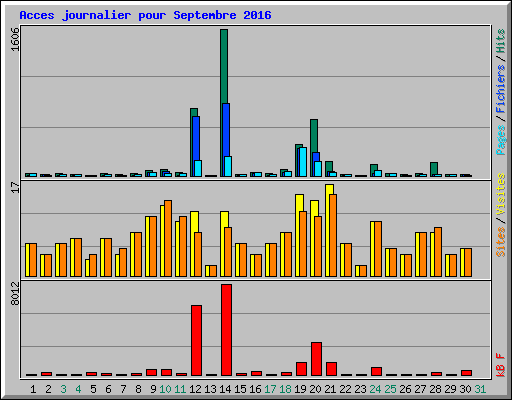 Acces journalier pour Septembre 2016
1606
Pages / Fichiers / Hits
17
Sites / Visites
8012
kB F
1 2 3 4 5 6 7 8 9 10 11 12 13 14 15 16 17 18 19 20 21 22 23 24 25 26 27 28 29 30 31